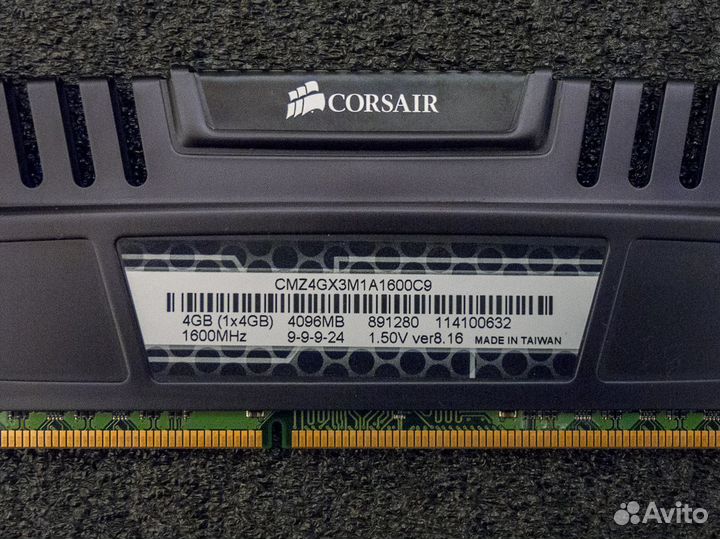 CORSAIR
CMZ4GX3M1A1600C9
4GB (1x4GB) 4096MB 891280 114100632
1600MHz 9-9-9-24 1.50V ver8.16 MADE IN TAIWAN
Avito